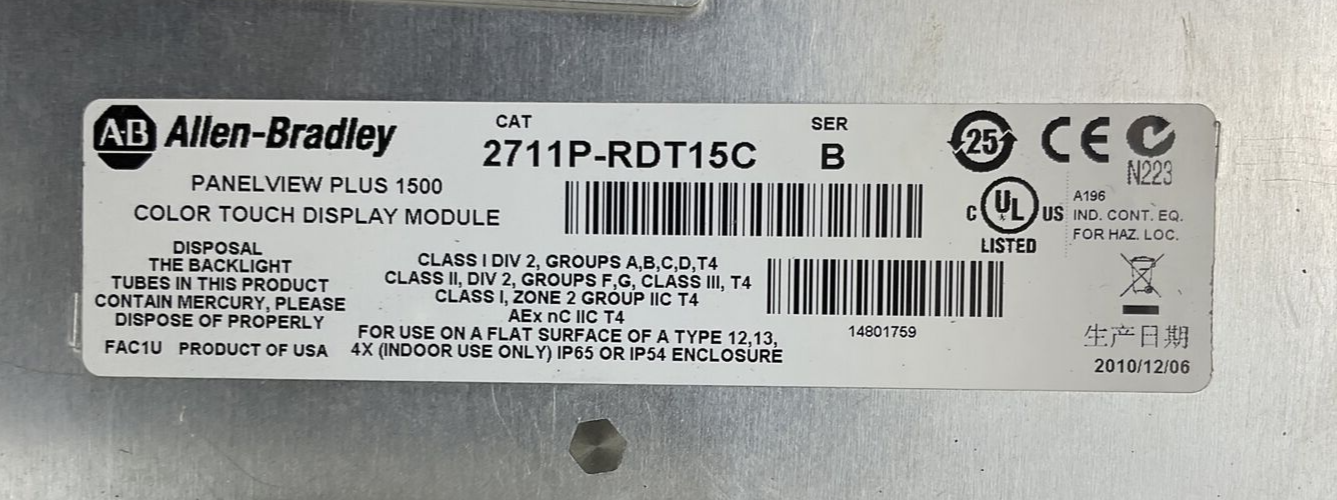 A·B Allen-Bradley
CAT
2711P-RDT15C
SER
B
PANELVIEW PLUS 1500
COLOR TOUCH DISPLAY MODULE
DISPOSAL
THE BACKLIGHT
TUBES IN THIS PRODUCT
CONTAIN MERCURY, PLEASE
DISPOSE OF PROPERLY
FAC1U PRODUCT OF USA
CLASS I DIV 2, GROUPS A,B,C,D,T4
CLASS II, DIV 2, GROUPS F,G, CLASS III, T4
CLASS I, ZONE 2 GROUP IIC T4
AEx nC IIC T4
FOR USE ON A FLAT SURFACE OF A TYPE 12,13,
4X (INDOOR USE ONLY) IP65 OR IP54 ENCLOSURE
14801759
25
CE
N223
C UL US
LISTED
A196
IND. CONT. EQ.
FOR HAZ. LOC.
生产日期
2010/12/06